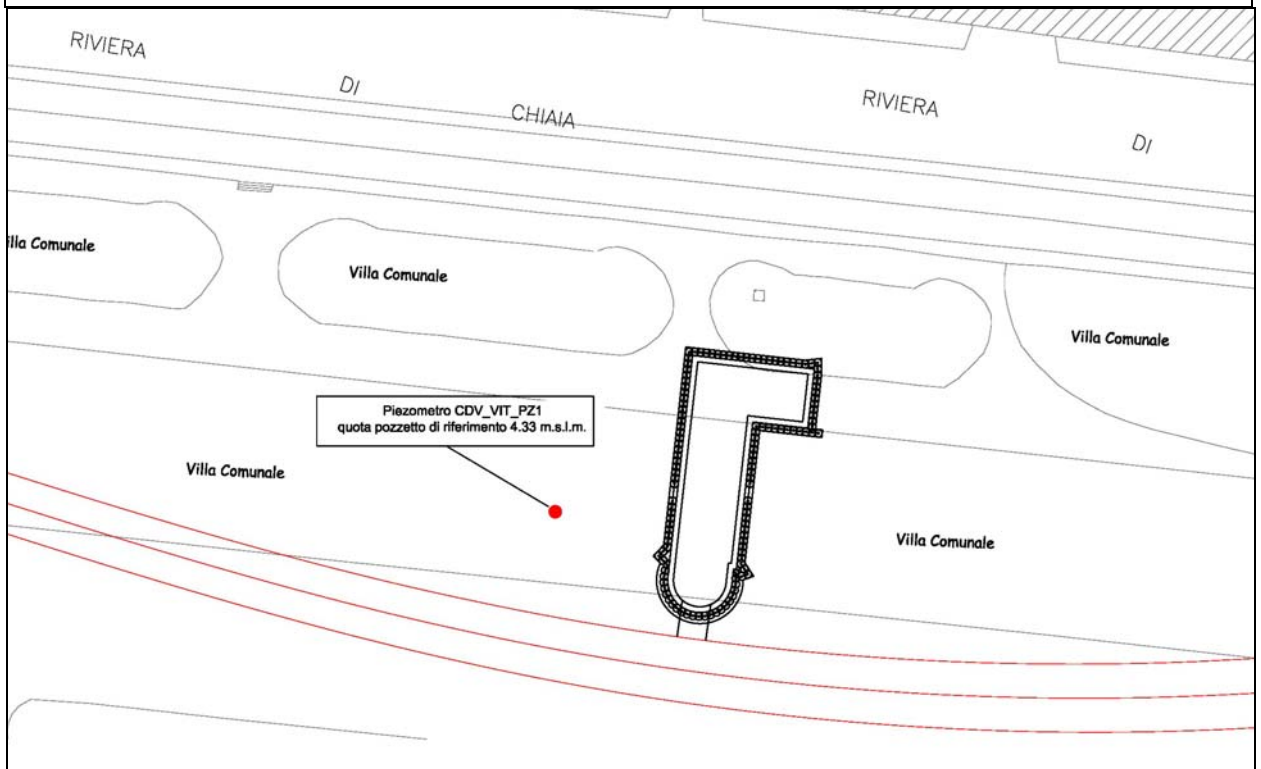 RIVIERA
DI
CHIAIA
RIVIERA
DI
illa Comunale
Villa Comunale
Villa Comunale
Piezometro CDV_VIT_PZ1
quota pozzetto di riferimento 4.33 m.s.l.m.
Villa Comunale
Villa Comunale